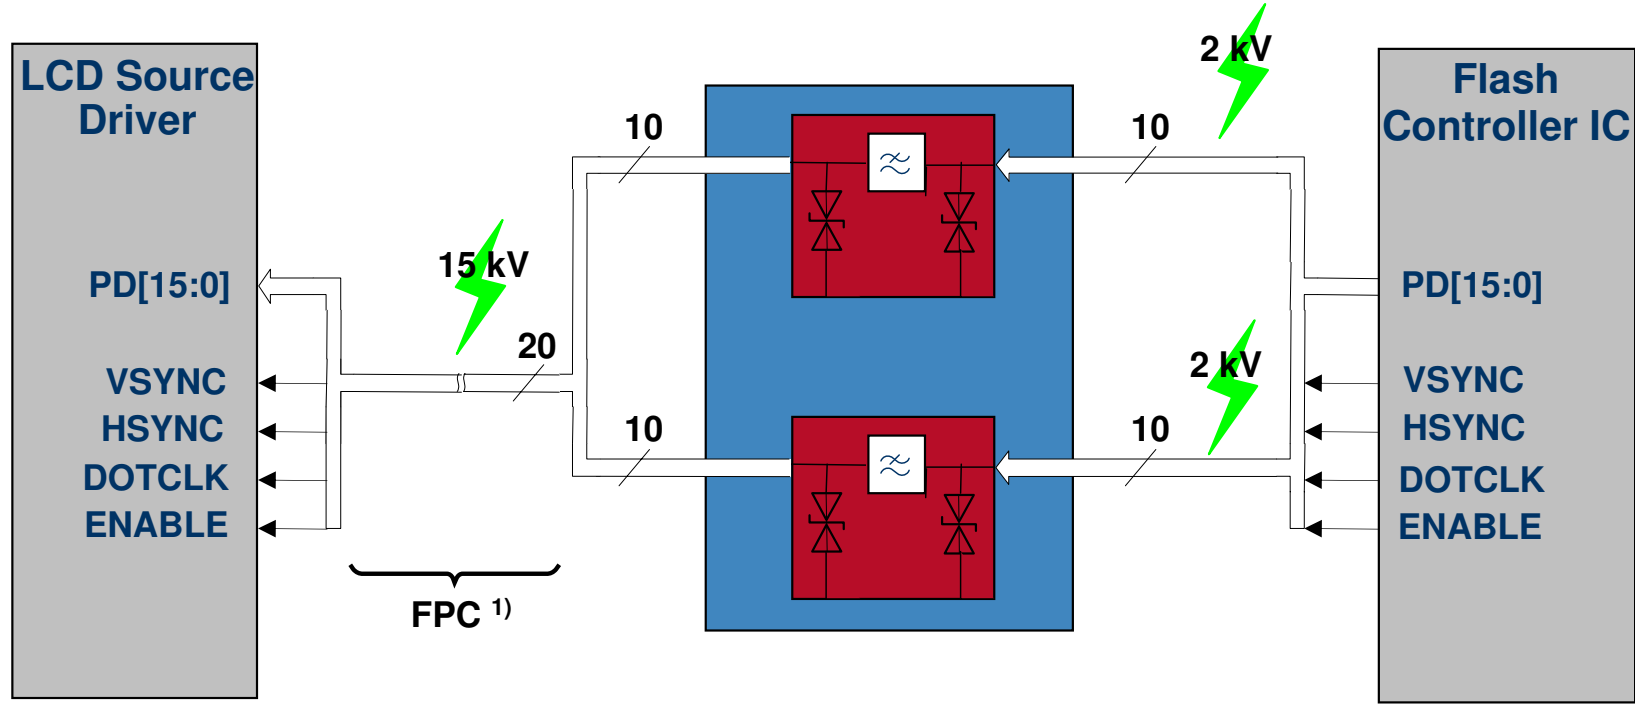 LCD Source
Driver
PD[15:0]
VSYNC
HSYNC
DOTCLK
ENABLE
15 kV
20
FPC 1)
10
10
2 kV
10
2 kV
10
Flash
Controller IC
PD[15:0]
VSYNC
HSYNC
DOTCLK
ENABLE